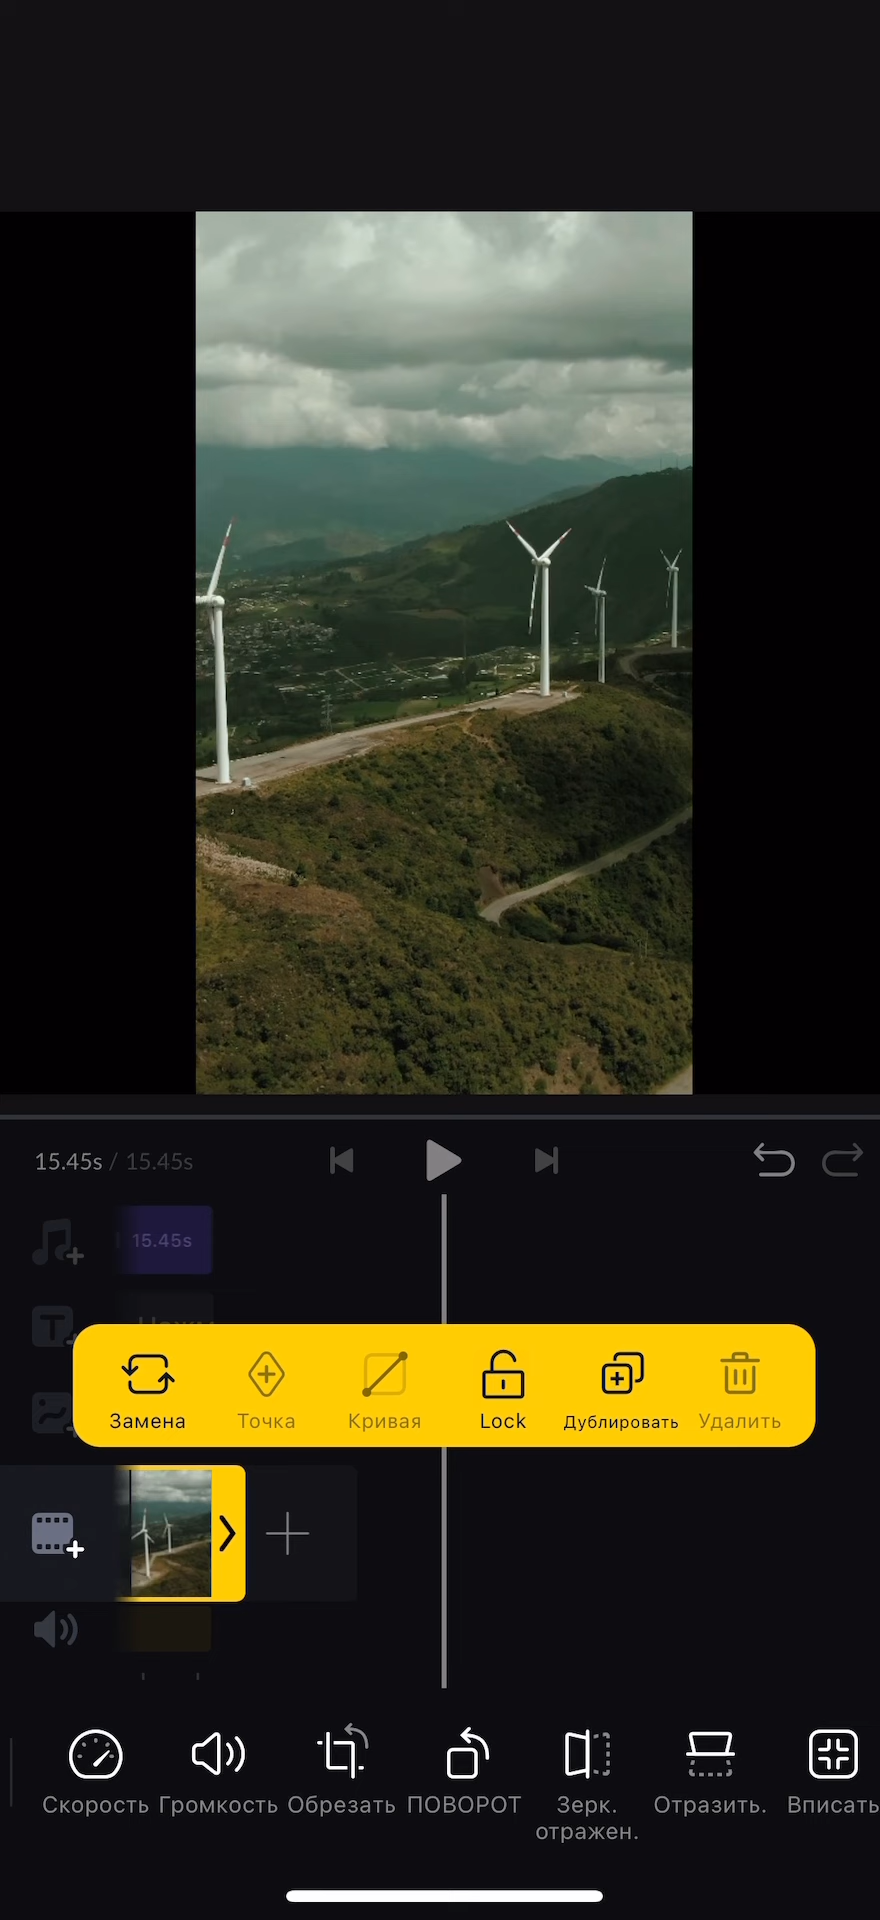 15.45s / 15.45s
15.45s
Замена
Точка
Кривая
Lock
Дублировать
Удалить
Скорость
Громкость
Обрезать
ПОВОРОТ
Зерк.
отражен.
Отразить.
Вписать